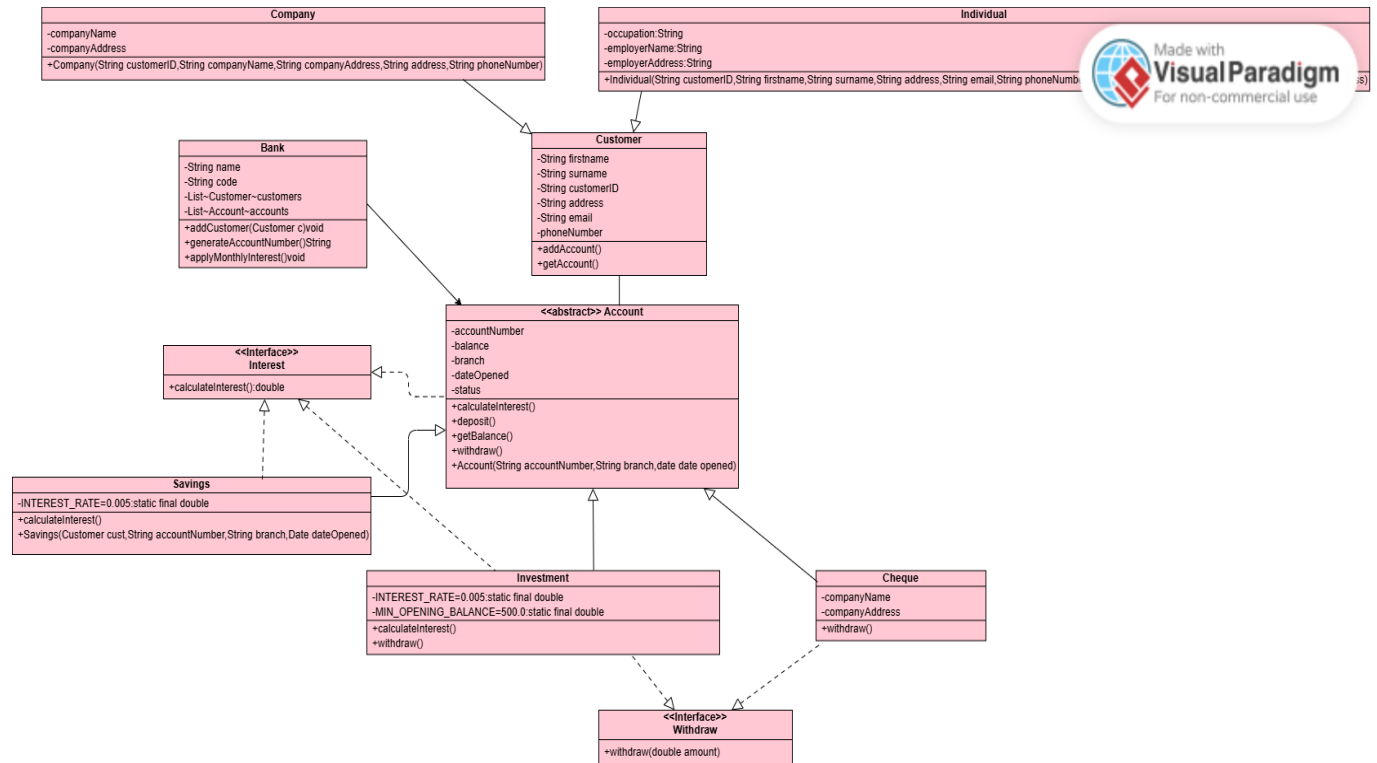 Company
-companyName
-companyAddress
+Company(String customerID,String companyName,String companyAddress,String address,String phoneNumber)
Individual
-occupation:String
-employerName:String
-employerAddress:String
+Individual(String customerID,String firstname,String surname,String address,String email,String
Made with
Visual Paradigm
For non-commercial use
Customer
-String firstname
-String surname
-String customerID
-String address
-String email
-phoneNumber
+addAccount()
+getAccount()
Bank
-String name
-String code
-List~Customer~customers
-List~Account~accounts
+addCustomer(Customer c)void
+generateAccountNumber()String
+applyMonthlyInterest()void
<<abstract>> Account
-accountNumber
-balance
-branch
-dateOpened
-status
+calculateInterest()
+deposit()
+getBalance()
+withdraw()
+Account(String accountNumber,String branch,date date opened)
<<Interface>>
Interest
+calculateInterest():double
Savings
-INTEREST_RATE=0.005:static final double
+calculateInterest()
+Savings(Customer cust,String accountNumber,String branch,Date dateOpened)
Investment
-INTEREST_RATE=0.005:static final double
-MIN_OPENING_BALANCE=500.0:static final double
+calculateInterest()
+withdraw()
Cheque
-companyName
-companyAddress
+withdraw()
<<Interface>>
Withdraw
+withdraw(double amount)